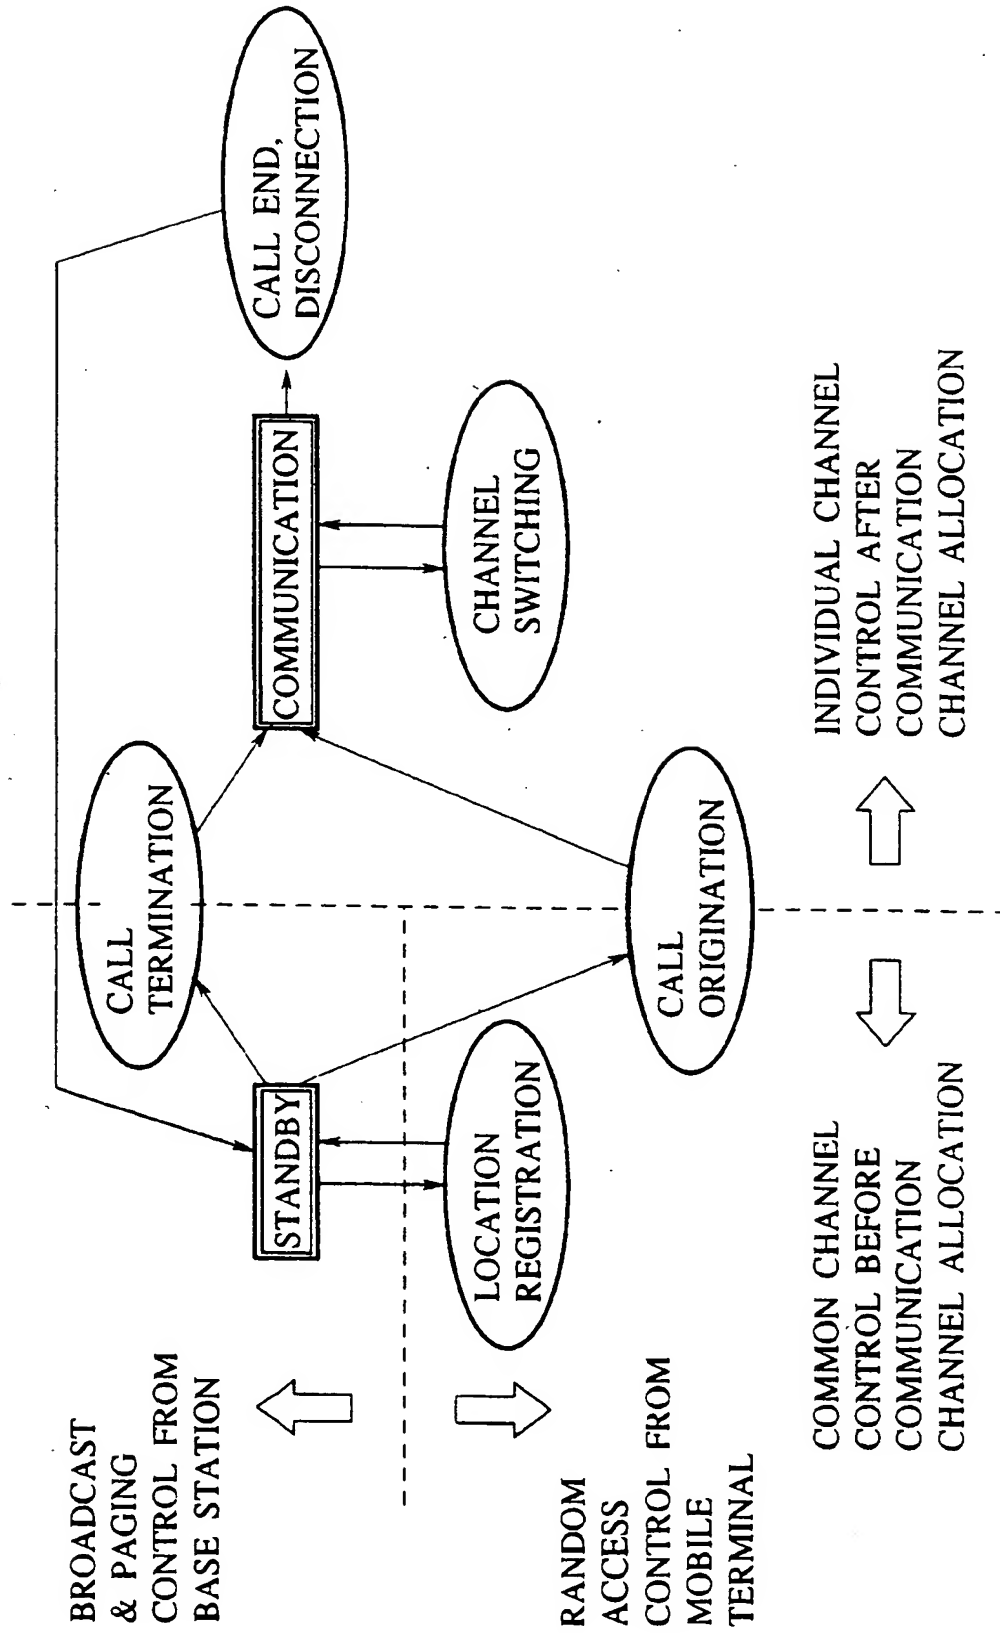 BROADCAST
& PAGING
CONTROL FROM
BASE STATION
RANDOM
ACCESS
CONTROL FROM
MOBILE
TERMINAL
STANDBY
LOCATION
REGISTRATION
CALL
TERMINATION
CALL
ORIGINATION
COMMUNICATION
CHANNEL
SWITCHING
CALL END,
DISCONNECTION
COMMON CHANNEL
CONTROL BEFORE
COMMUNICATION
CHANNEL ALLOCATION
INDIVIDUAL CHANNEL
CONTROL AFTER
COMMUNICATION
CHANNEL ALLOCATION